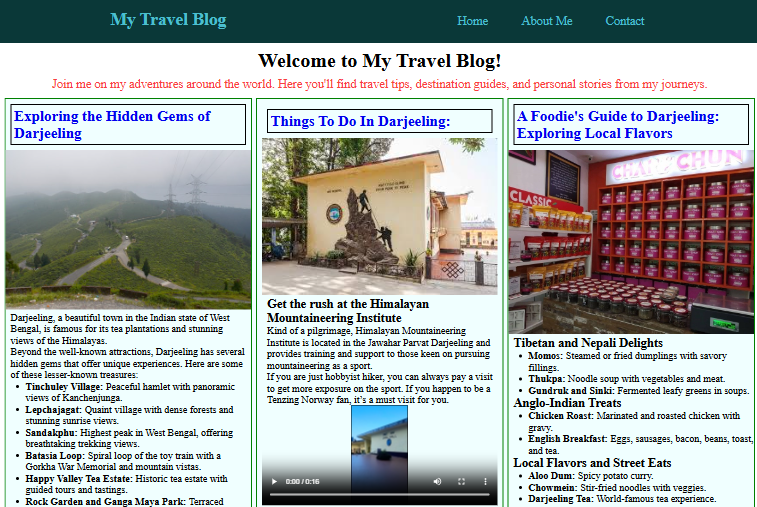 My Travel Blog
Home
About Me
Contact
Welcome to My Travel Blog!
Join me on my adventures around the world. Here you'll find travel tips, destination guides, and personal stories from my journeys.
Exploring the Hidden Gems of
Darjeeling
Darjeeling, a beautiful town in the Indian state of West
Bengal, is famous for its tea plantations and stunning
views of the Himalayas.
Beyond the well-known attractions, Darjeeling has several
hidden gems that offer unique experiences. Here are some
of these lesser-known treasures:
• Tinchuley Village: Peaceful hamlet with panoramic
views of Kanchenjunga.
• Lepchajagat: Quaint village with dense forests and
stunning sunrise views.
• Sandakphu: Highest peak in West Bengal, offering
breathtaking trekking views.
• Batasia Loop: Spiral loop of the toy train with a
Gorkha War Memorial and mountain vistas.
• Happy Valley Tea Estate: Historic tea estate with
guided tours and tastings.
• Rock Garden and Ganga Maya Park: Terraced
Things To Do In Darjeeling:
Get the rush at the Himalayan
Mountaineering Institute
Kind of a pilgrimage, Himalayan Mountaineering
Institute is located in the Jawahar Parvat Darjeeling and
provides training and support to those keen on pursuing
mountaineering as a sport.
If you are just hobbyist hiker, you can always pay a visit
to get more exposure on the sport. If you happen to be a
Tenzing Norway fan, it's a must visit for you.
0:00 / 0:16
A Foodie's Guide to Darjeeling:
Exploring Local Flavors
CHUN
CLASSIC
Tibetan and Nepali Delights
• Momos: Steamed or fried dumplings with savory
fillings.
• Thukpa: Noodle soup with vegetables and meat.
• Gundruk and Sinki: Fermented leafy greens in soups.
Anglo-Indian Treats
• Chicken Roast: Marinated and roasted chicken with
gravy.
• English Breakfast: Eggs, sausages, bacon, beans, toast,
and tea.
Local Flavors and Street Eats
• Aloo Dum: Spicy potato curry.
• Chowmein: Stir-fried noodles with veggies.
• Darjeeling Tea: World-famous tea experience.